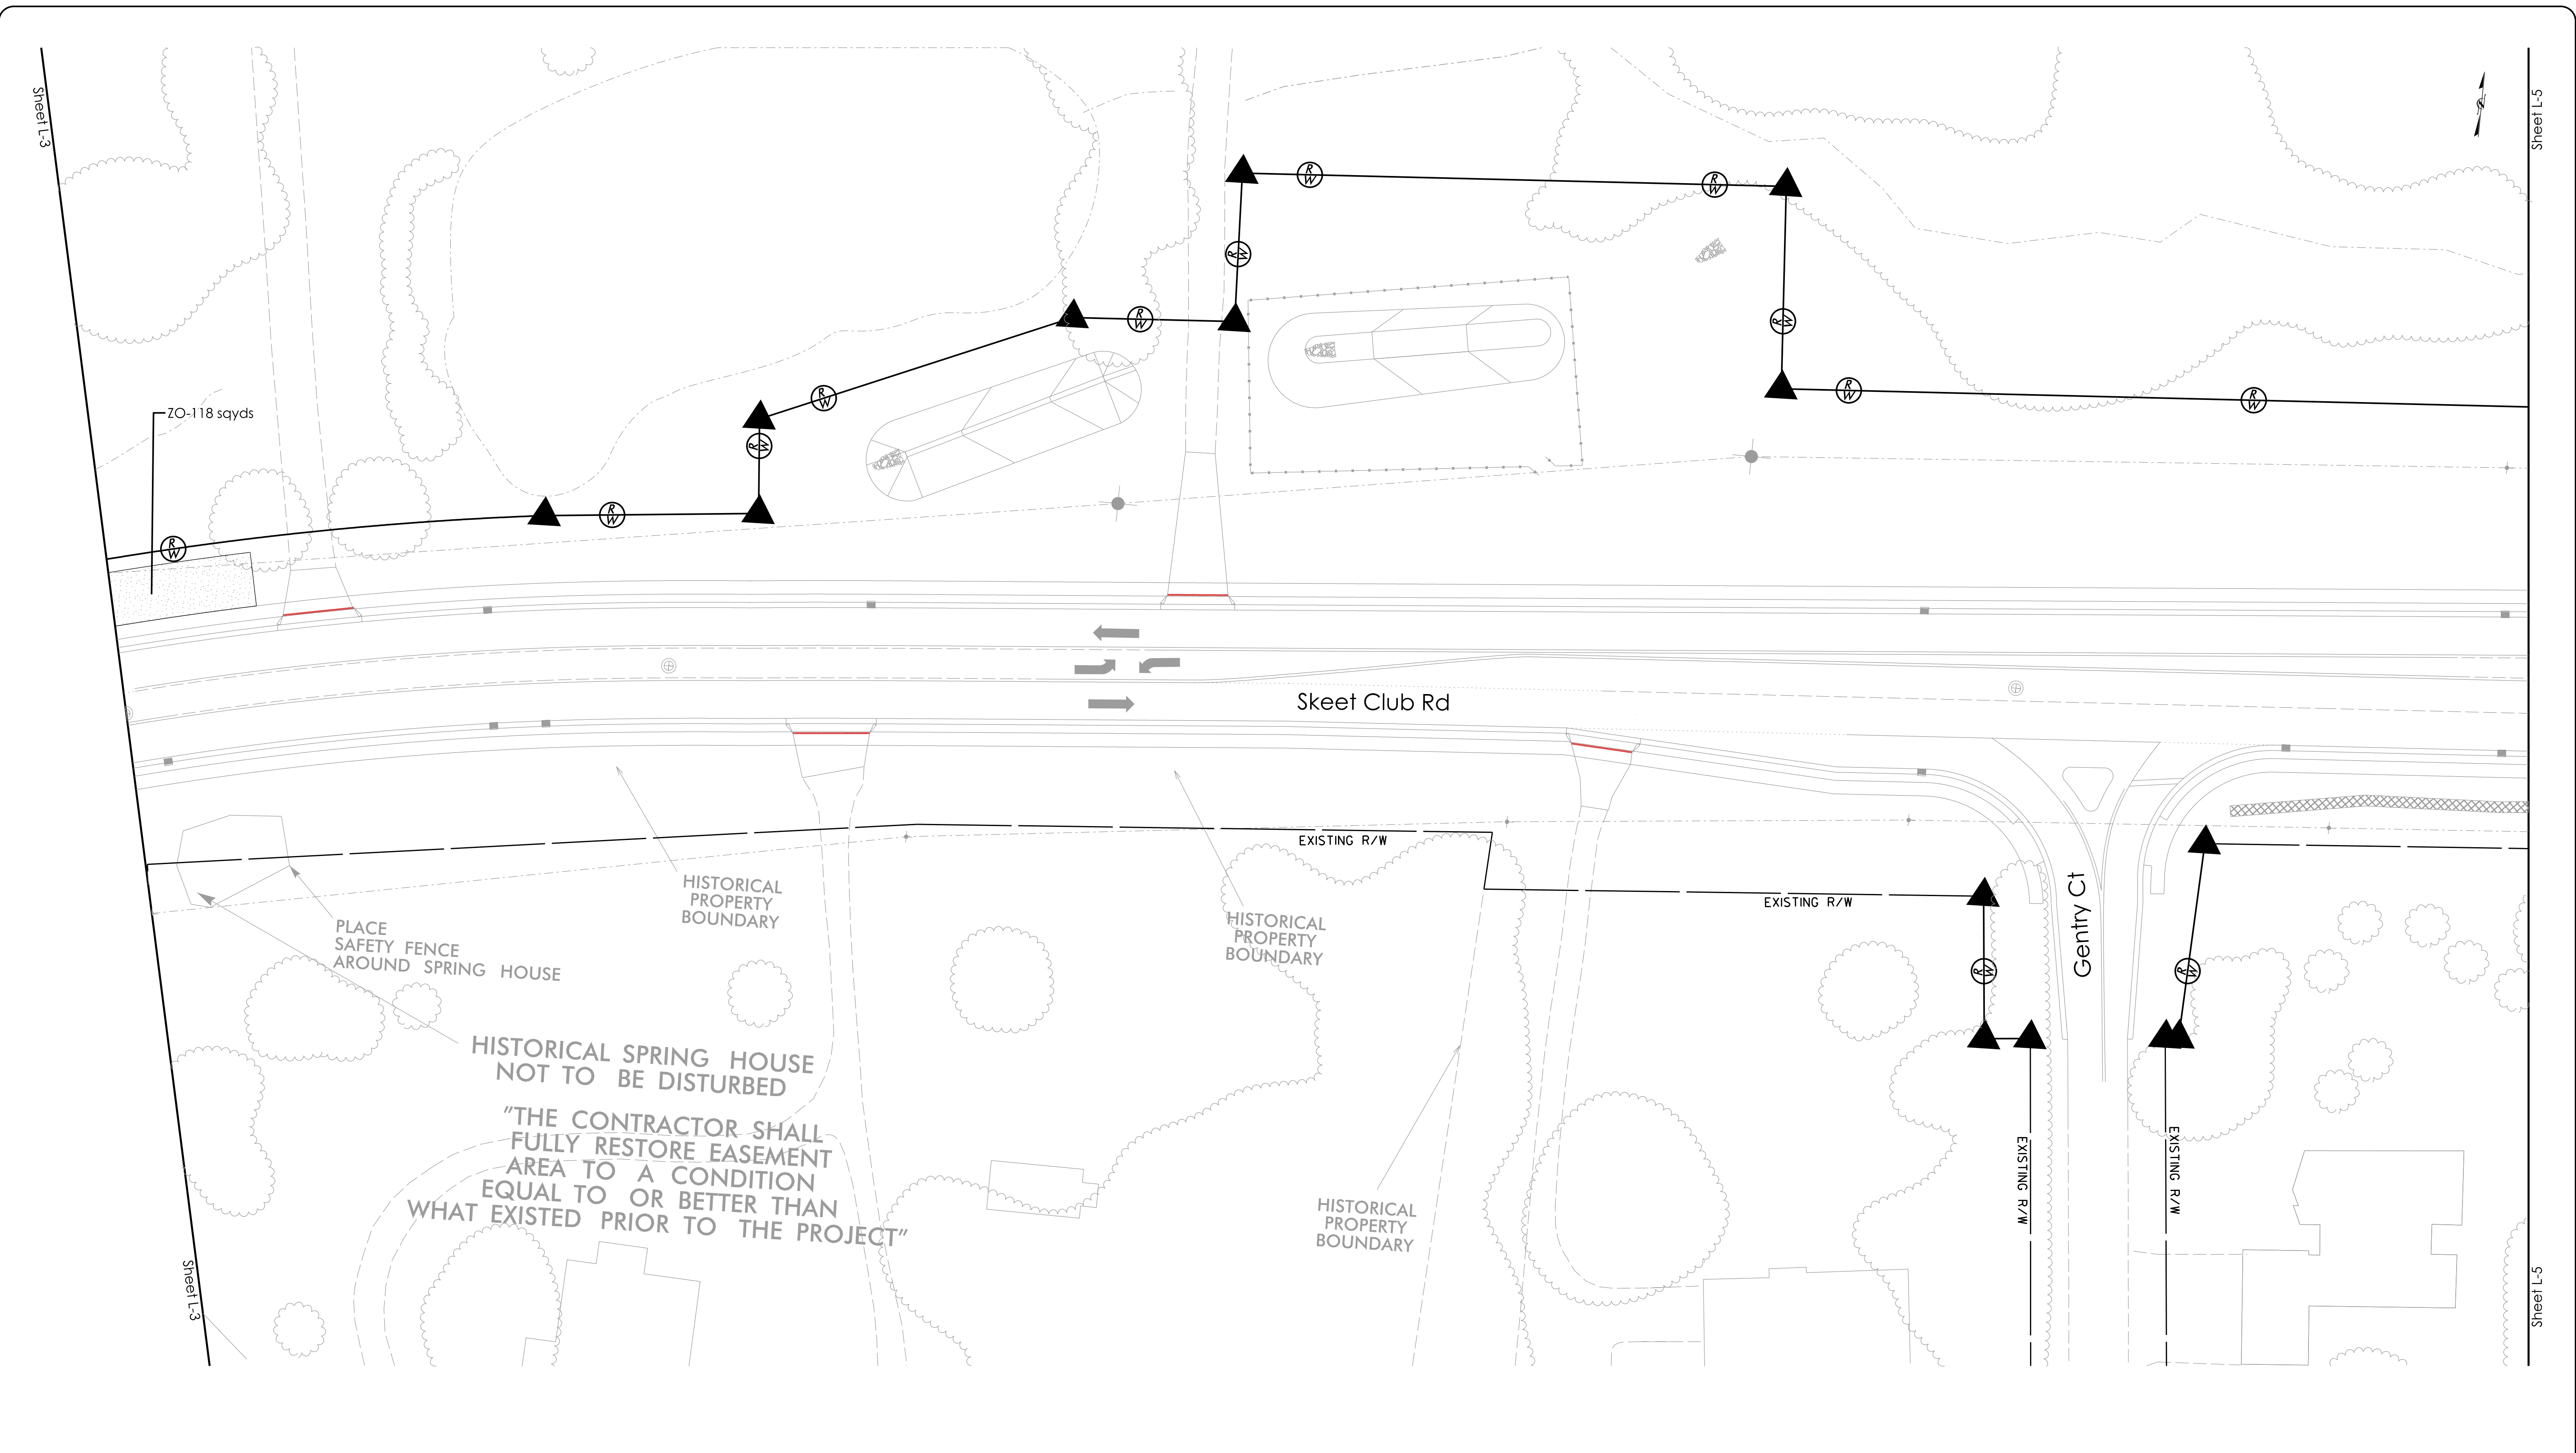 Sheet L-3
Sheet L-5
R/W
R/W
R/W
R/W
R/W
R/W
R/W
ZO-118 sqyds
R/W
R/W
R/W
R/W
R/W
Skeet Club Rd
EXISTING R/W
EXISTING R/W
HISTORICAL
PROPERTY
BOUNDARY
HISTORICAL
PROPERTY
BOUNDARY
PLACE
SAFETY FENCE
AROUND SPRING HOUSE
Gentry Ct
R/W
R/W
HISTORICAL SPRING HOUSE
NOT TO BE DISTURBED
"THE CONTRACTOR SHALL
FULLY RESTORE EASEMENT
AREA TO A CONDITION
EQUAL TO OR BETTER THAN
WHAT EXISTED PRIOR TO THE PROJECT"
HISTORICAL
PROPERTY
BOUNDARY
EXISTING R/W
EXISTING R/W
Sheet L-3
Sheet L-5